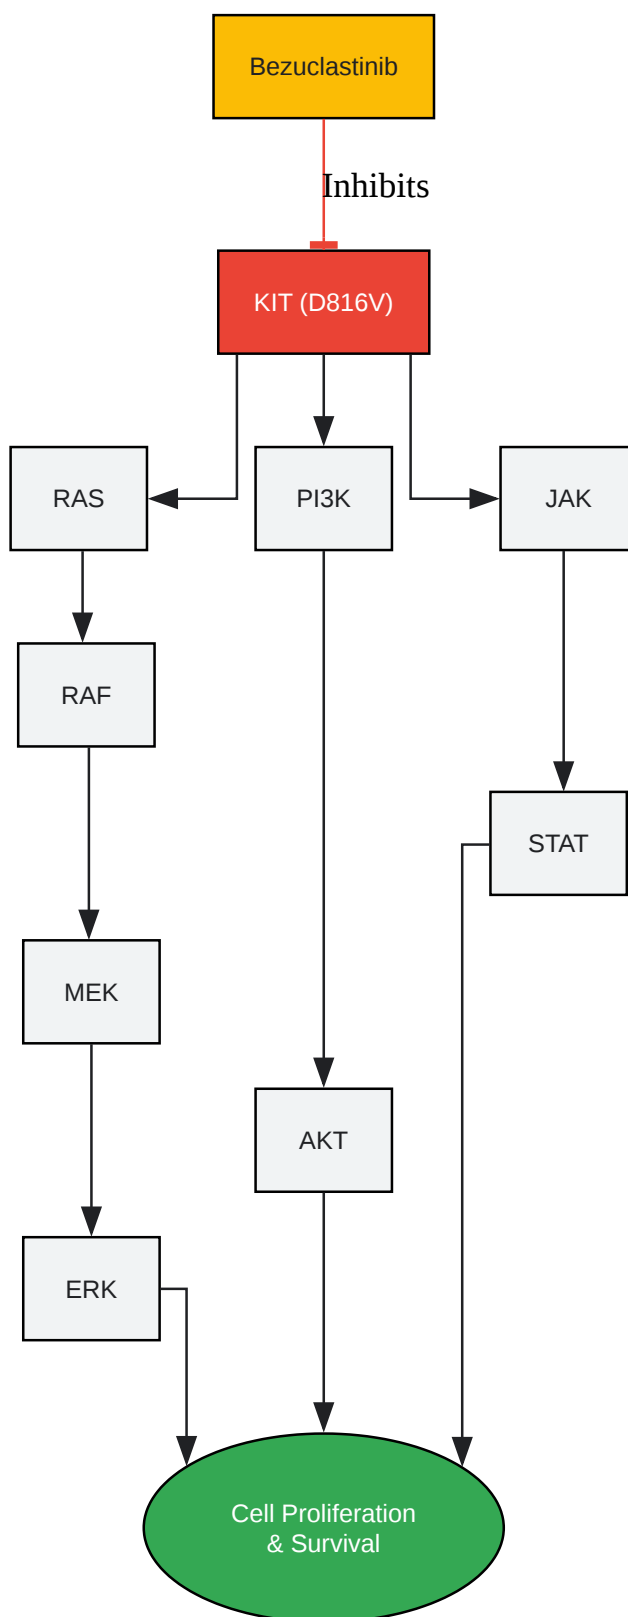 Bezuclastinib
Inhibits
KIT (D816V)
RAS
PI3K
JAK
RAF
STAT
MEK
AKT
ERK
Cell Proliferation
& Survival